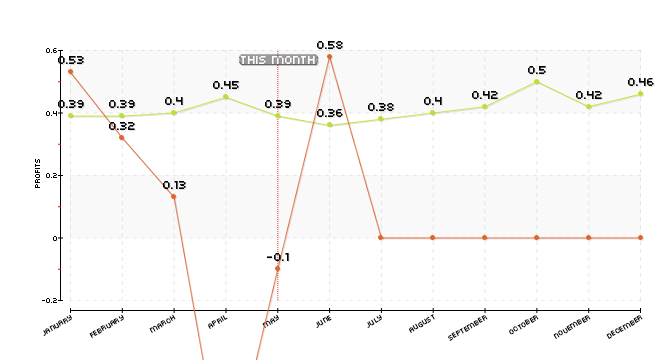 0.6
0.58
THIS MONTH
0.53
0.5
0.45
0.46
0.39
0.39
0.4
0.39
0.36
0.38
0.4
0.42
0.42
0.4
0.32
PROFITS
0.2
0.13
0
-0.1
-0.2
JANUARY
FEBRUARY
MARCH
APRIL
MAY
JUNE
JULY
AUGUST
SEPTEMBER
OCTOBER
NOVEMBER
DECEMBER